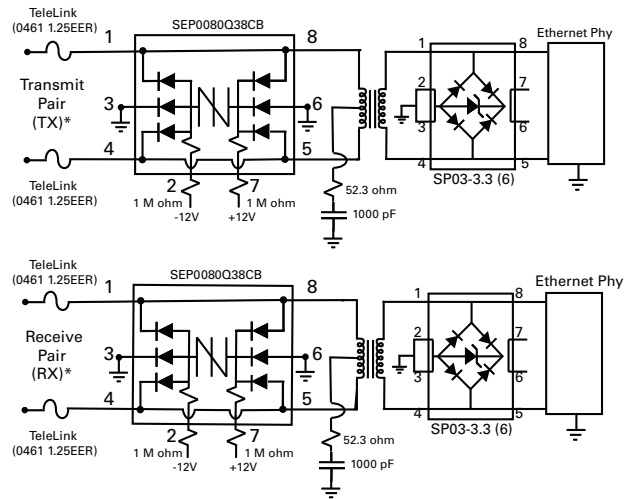 TeleLink
(0461 1.25EER)
SEP0080Q38CB
1
8
Transmit
Pair
(TX)*
3
6
4
5
TeleLink
(0461 1.25EER)
2
7
1 M ohm
1 M ohm
-12V
+12V
52.3 ohm
1000 pF
Ethernet Phy
1
8
2
7
3
6
4
5
SP03-3.3 (6)
TeleLink
(0461 1.25EER)
SEP0080Q38CB
1
8
Receive
Pair
(RX)*
3
6
4
5
TeleLink
(0461 1.25EER)
2
7
1 M ohm
1 M ohm
-12V
+12V
52.3 ohm
1000 pF
Ethernet Phy
1
8
2
7
3
6
4
5
SP03-3.3 (6)